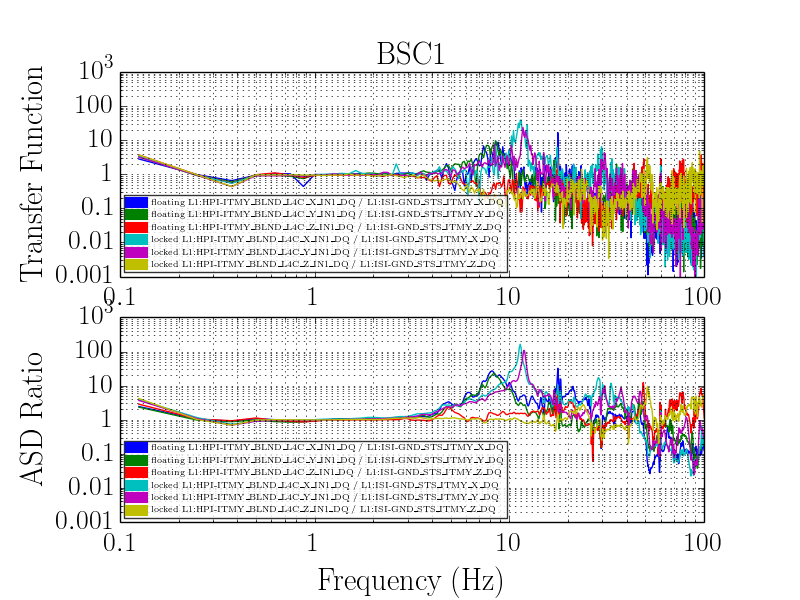 BSC1
Transfer Function
10^3
100
10
1
0.1
0.01
0.001
floating L1:HPI-ITMY_BLND_L4C_X_IN1_DQ / L1:ISI-GND_STS_ITMY_X_DQ
floating L1:HPI-ITMY_BLND_L4C_Y_IN1_DQ / L1:ISI-GND_STS_ITMY_Y_DQ
floating L1:HPI-ITMY_BLND_L4C_Z_IN1_DQ / L1:ISI-GND_STS_ITMY_Z_DQ
locked L1:HPI-ITMY_BLND_L4C_X_IN1_DQ / L1:ISI-GND_STS_ITMY_X_DQ
locked L1:HPI-ITMY_BLND_L4C_Y_IN1_DQ / L1:ISI-GND_STS_ITMY_Y_DQ
locked L1:HPI-ITMY_BLND_L4C_Z_IN1_DQ / L1:ISI-GND_STS_ITMY_Z_DQ
0.1 1 10 100
ASD Ratio
10^3
100
10
1
0.1
0.01
0.001
floating L1:HPI-ITMY_BLND_L4C_X_IN1_DQ / L1:ISI-GND_STS_ITMY_X_DQ
floating L1:HPI-ITMY_BLND_L4C_Y_IN1_DQ / L1:ISI-GND_STS_ITMY_Y_DQ
floating L1:HPI-ITMY_BLND_L4C_Z_IN1_DQ / L1:ISI-GND_STS_ITMY_Z_DQ
locked L1:HPI-ITMY_BLND_L4C_X_IN1_DQ / L1:ISI-GND_STS_ITMY_X_DQ
locked L1:HPI-ITMY_BLND_L4C_Y_IN1_DQ / L1:ISI-GND_STS_ITMY_Y_DQ
locked L1:HPI-ITMY_BLND_L4C_Z_IN1_DQ / L1:ISI-GND_STS_ITMY_Z_DQ
0.1 1 10 100
Frequency (Hz)